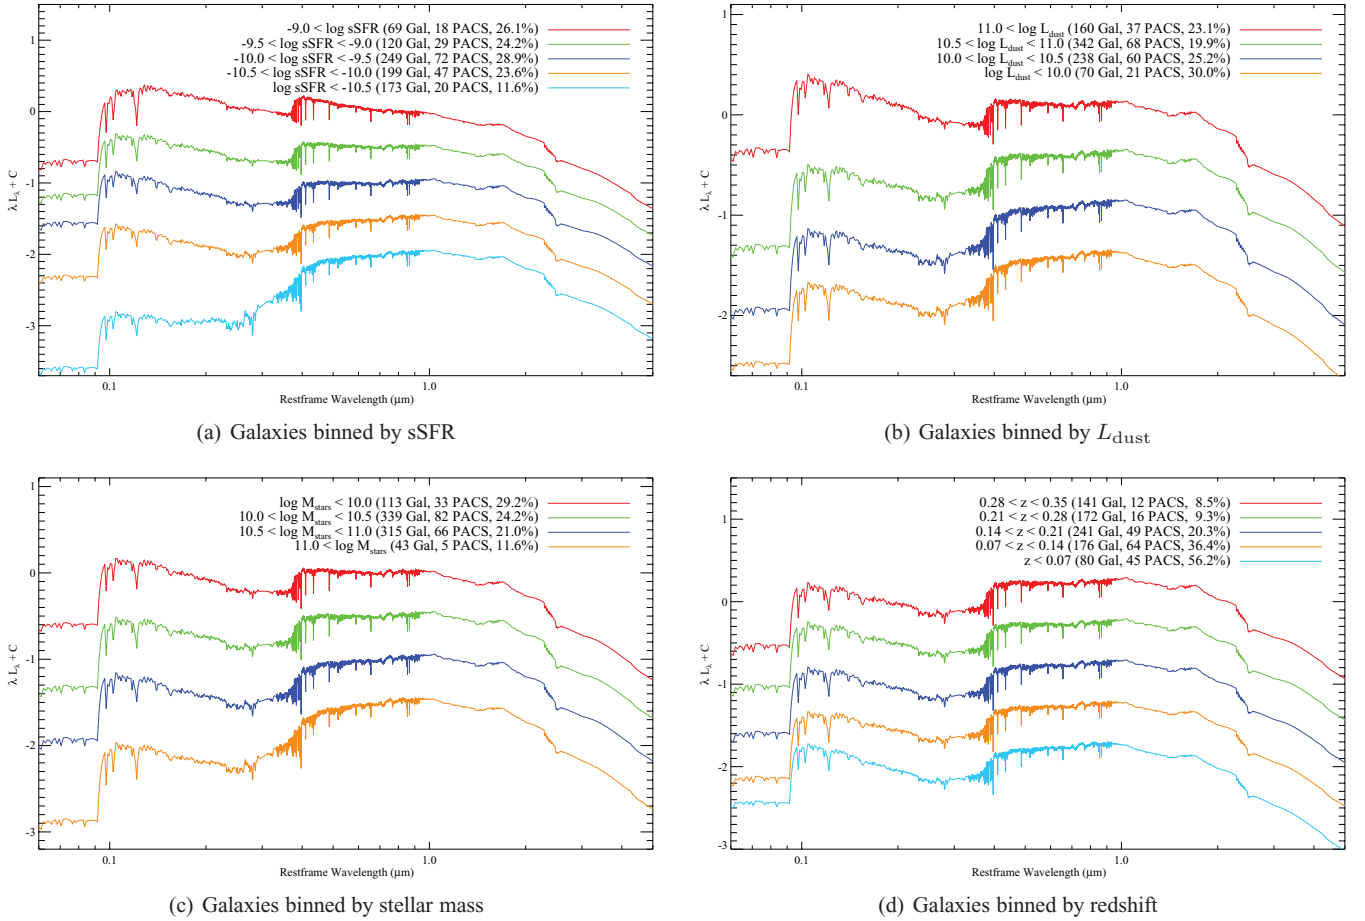 -9.0 < log sSFR (69 Gal, 18 PACS, 26.1%)
-9.5 < log sSFR < -9.0 (120 Gal, 29 PACS, 24.2%)
-10.0 < log sSFR < -9.5 (249 Gal, 72 PACS, 28.9%)
-10.5 < log sSFR < -10.0 (199 Gal, 47 PACS, 23.6%)
log sSFR < -10.5 (173 Gal, 20 PACS, 11.6%)
1
0
-1
-2
-3
λ L_λ + C
0.1 1.0
Restframe Wavelength (μm)
(a) Galaxies binned by sSFR
11.0 < log L_dust (160 Gal, 37 PACS, 23.1%)
10.5 < log L_dust < 11.0 (342 Gal, 68 PACS, 19.9%)
10.0 < log L_dust < 10.5 (238 Gal, 60 PACS, 25.2%)
log L_dust < 10.0 (70 Gal, 21 PACS, 30.0%)
1
0
-1
-2
λ L_λ + C
0.1 1.0
Restframe Wavelength (μm)
(b) Galaxies binned by L_dust
log M_stars < 10.0 (113 Gal, 33 PACS, 29.2%)
10.0 < log M_stars < 10.5 (339 Gal, 82 PACS, 24.2%)
10.5 < log M_stars < 11.0 (315 Gal, 66 PACS, 21.0%)
11.0 < log M_stars (43 Gal, 5 PACS, 11.6%)
1
0
-1
-2
-3
λ L_λ + C
0.1 1.0
Restframe Wavelength (μm)
(c) Galaxies binned by stellar mass
0.28 < z < 0.35 (141 Gal, 12 PACS, 8.5%)
0.21 < z < 0.28 (172 Gal, 16 PACS, 9.3%)
0.14 < z < 0.21 (241 Gal, 49 PACS, 20.3%)
0.07 < z < 0.14 (176 Gal, 64 PACS, 36.4%)
z < 0.07 (80 Gal, 45 PACS, 56.2%)
1
0
-1
-2
-3
λ L_λ + C
0.1 1.0
Restframe Wavelength (μm)
(d) Galaxies binned by redshift